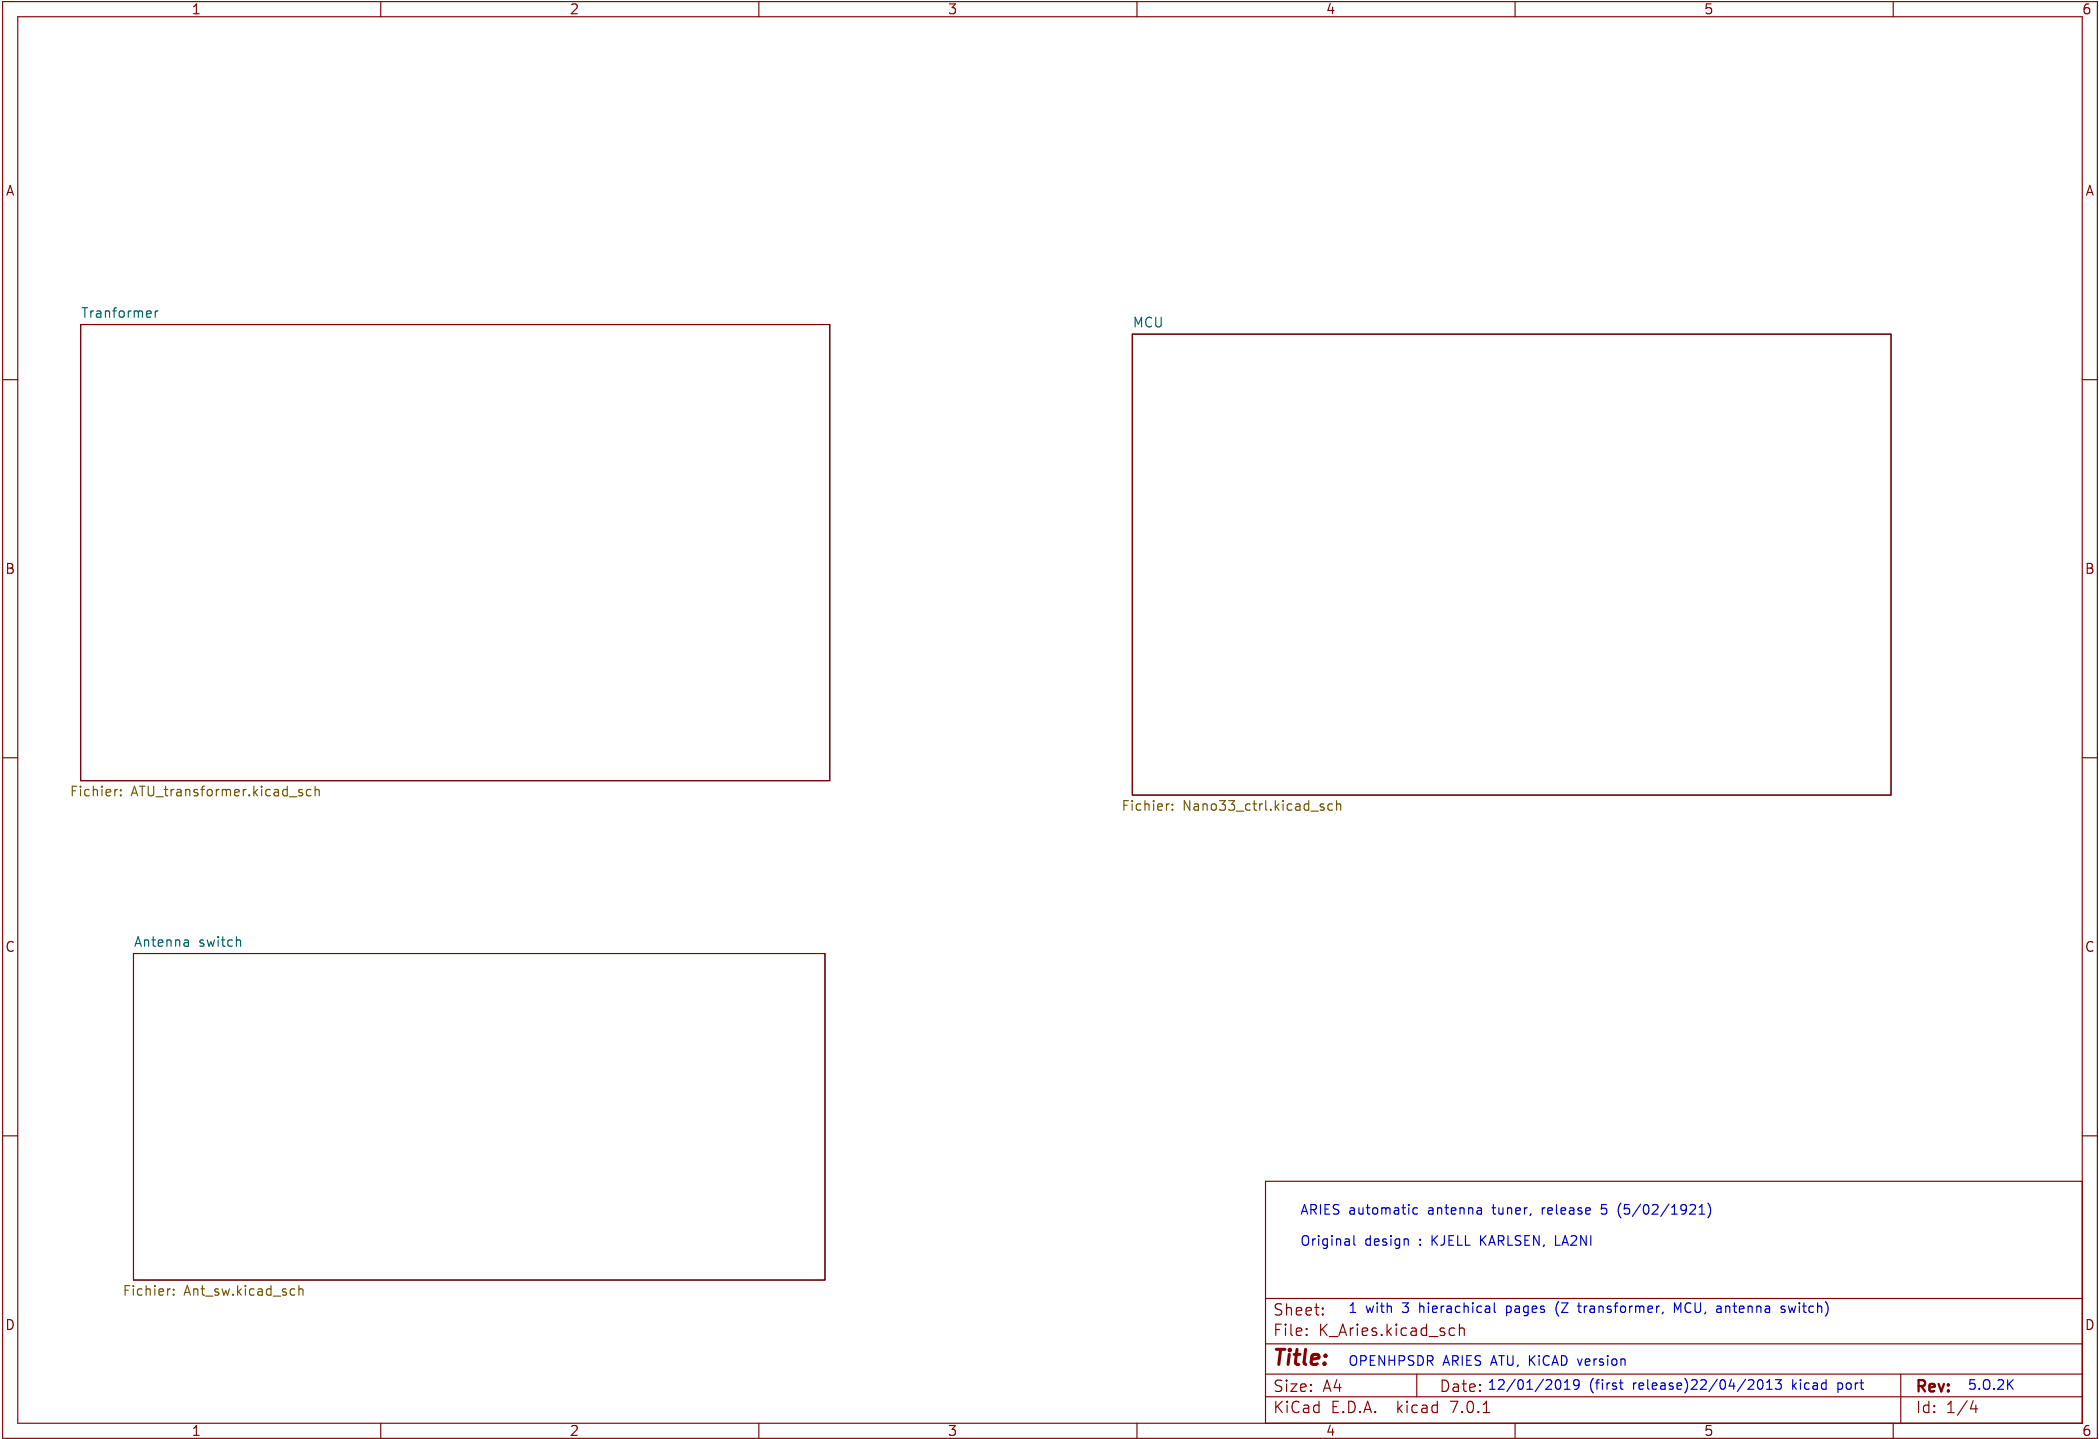 1 2 3 4 5 6
A A
Tranformer
MCU
B B
Fichier: ATU_transformer.kicad_sch
Fichier: Nano33_ctrl.kicad_sch
Antenna switch
C C
ARIES automatic antenna tuner, release 5 (5/02/1921)
Original design : KJELL KARLSEN, LA2NI
Fichier: Ant_sw.kicad_sch
Sheet: 1 with 3 hierachical pages (Z transformer, MCU, antenna switch)
D D
File: K_Aries.kicad_sch
Title: OPENHPSDR ARIES ATU, KiCAD version
Size: A4 Date: 12/01/2019 (first release)22/04/2013 kicad port Rev: 5.0.2K
KiCad E.D.A. kicad 7.0.1 Id: 1/4
1 2 3 4 5 6